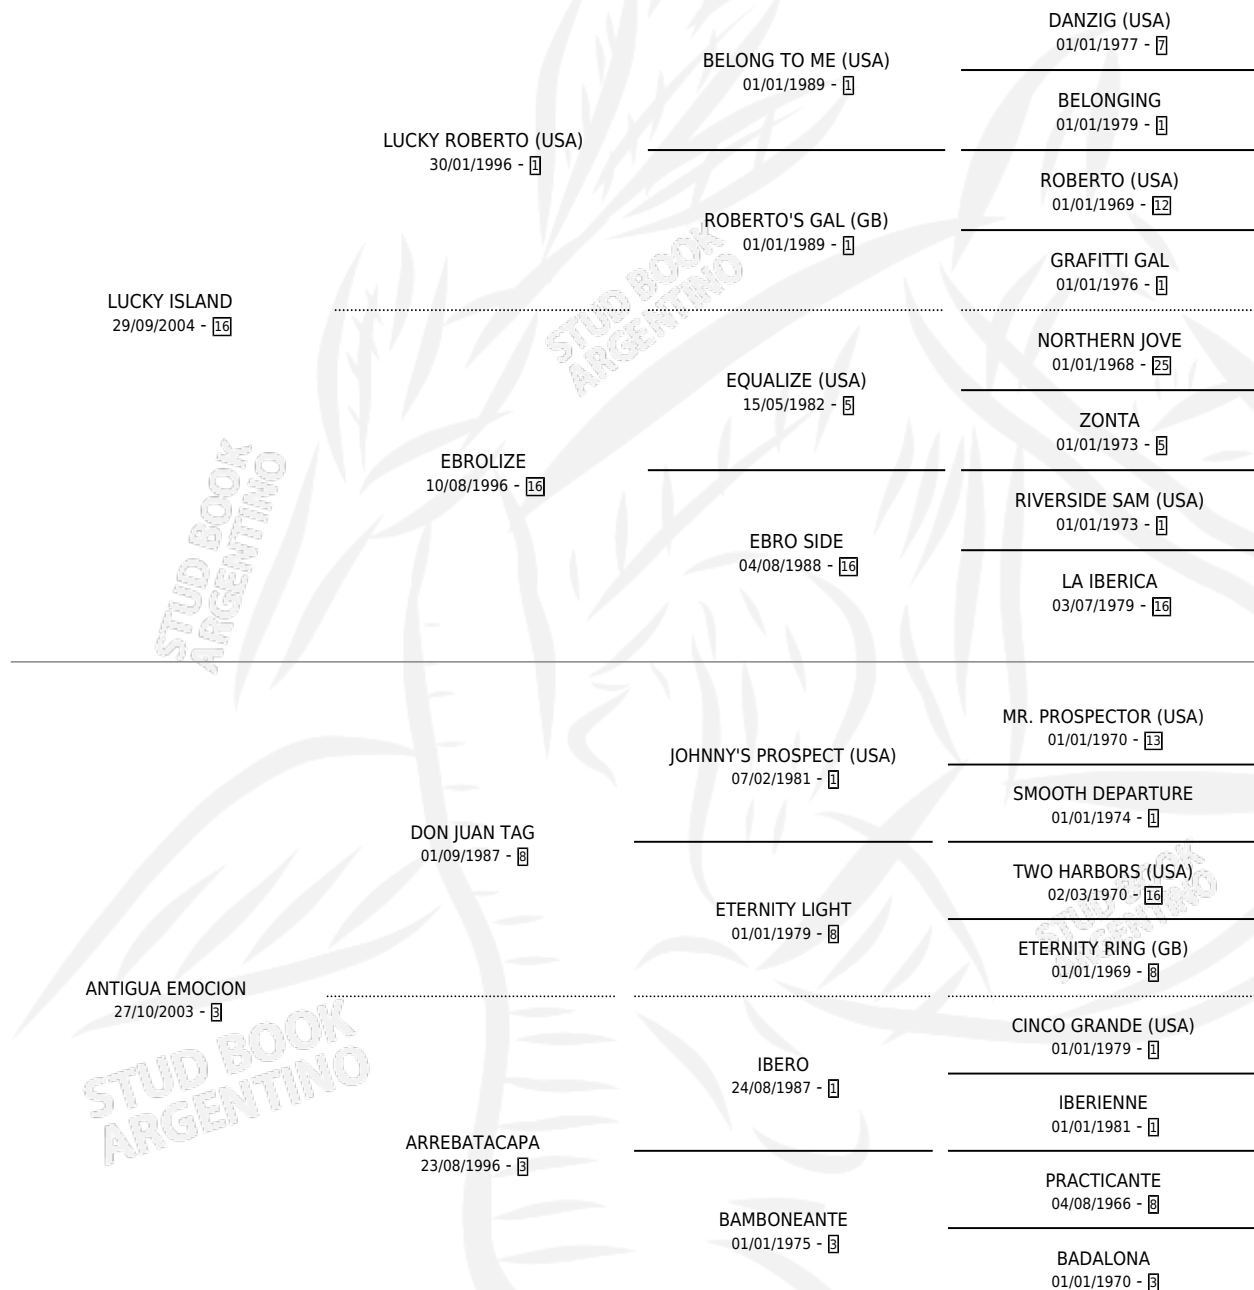 DANZIG (USA)
01/01/1977 - 7
BELONG TO ME (USA)
01/01/1989 - 1
BELONGING
01/01/1979 - 1
LUCKY ROBERTO (USA)
30/01/1996 - 1
ROBERTO (USA)
01/01/1969 - 12
ROBERTO'S GAL (GB)
01/01/1989 - 1
GRAFITTI GAL
01/01/1976 - 1
LUCKY ISLAND
29/09/2004 - 16
STUD BOOK
ARGENTINO
NORTHERN JOVE
01/01/1968 - 25
EQUALIZE (USA)
15/05/1982 - 5
ZONTA
01/01/1973 - 5
EBROLIZE
10/08/1996 - 16
RIVERSIDE SAM (USA)
01/01/1973 - 1
EBRO SIDE
04/08/1988 - 16
LA IBERICA
03/07/1979 - 16
STUD BOOK
ARGENTINO
MR. PROSPECTOR (USA)
01/01/1970 - 13
JOHNNY'S PROSPECT (USA)
07/02/1981 - 1
SMOOTH DEPARTURE
01/01/1974 - 1
DON JUAN TAG
01/09/1987 - 8
TWO HARBORS (USA)
02/03/1970 - 16
STUD BOOK
ARGENTINO
ETERNITY LIGHT
01/01/1979 - 8
ETERNITY RING (GB)
01/01/1969 - 8
ANTIGUA EMOCION
27/10/2003 - 3
STUD BOOK
ARGENTINO
CINCO GRANDE (USA)
01/01/1979 - 1
IBERO
24/08/1987 - 1
IBERIENNE
01/01/1981 - 1
ARREBATACAPA
23/08/1996 - 3
PRACTICANTE
04/08/1966 - 8
BAMBONEANTE
01/01/1975 - 3
BADALONA
01/01/1970 - 3